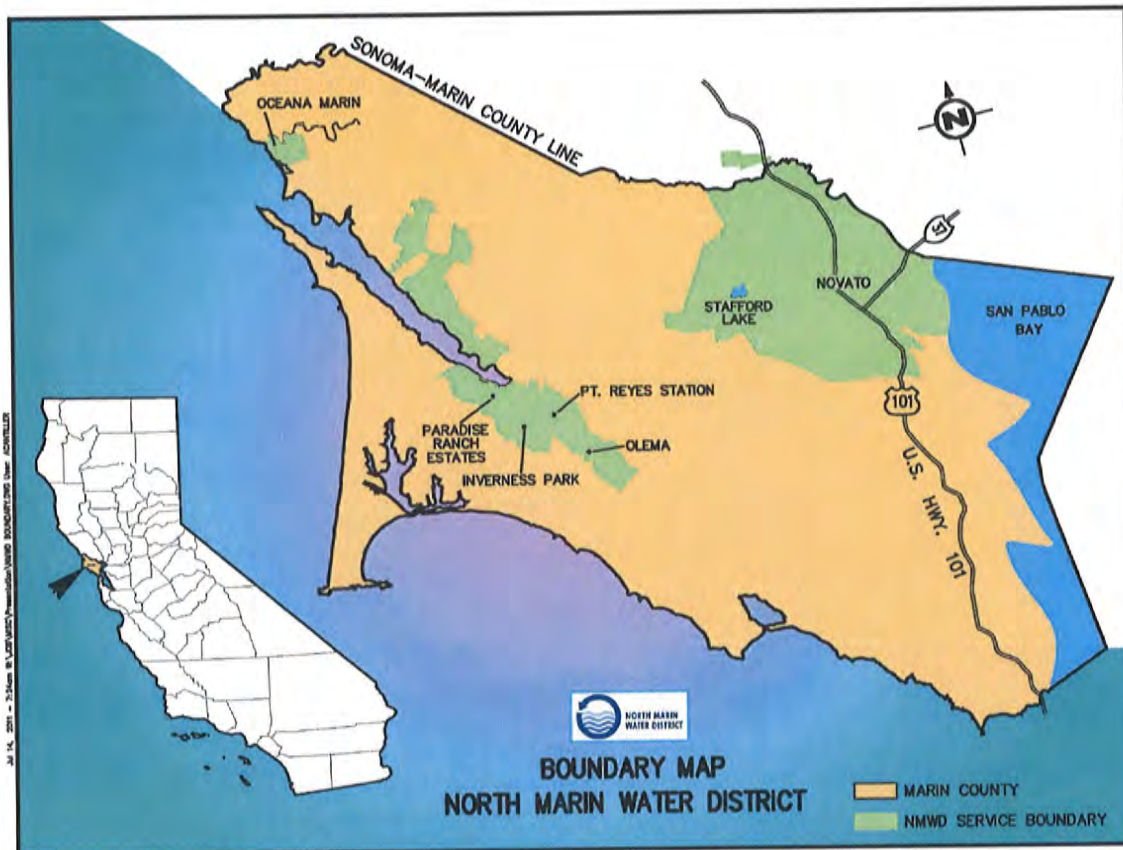 SONOMA-MARIN COUNTY LINE
OCEANA MARIN
N
37
NOVATO
STAFFORD
LAKE
SAN PABLO
BAY
PT. REYES STATION
101
PARADISE
RANCH
ESTATES
OLEMA
INVERNESS PARK
U.S. HWY. 101
NORTH MARIN
WATER DISTRICT
BOUNDARY MAP
NORTH MARIN WATER DISTRICT
MARIN COUNTY
NMWD SERVICE BOUNDARY